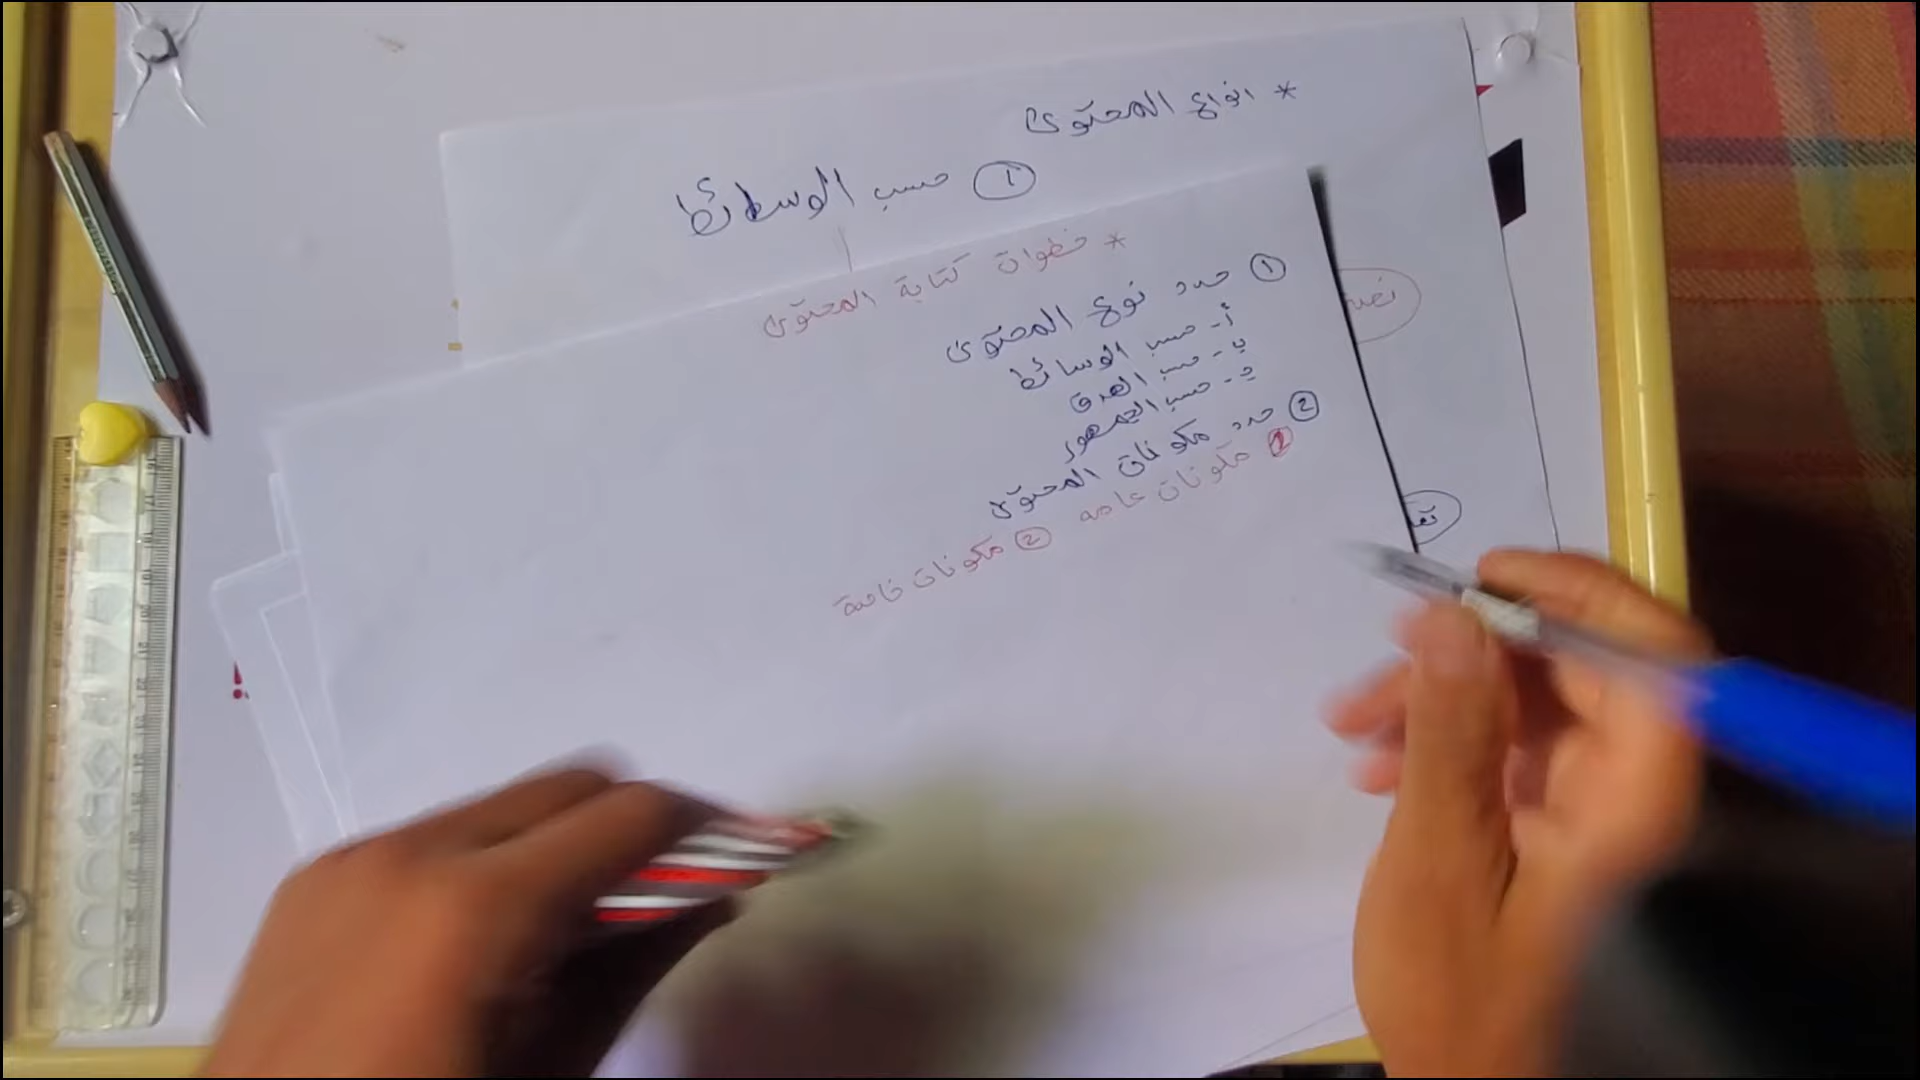 * انواع المحتوى
① حسب الوسائط
* خطوات كتابة المحتوى
① حدد نوع المحتوى
أ - حسب الوسائط
ب - حسب الهدف
ج - حسب الجمهور
② حدد مكونات المحتوى
① مكونات عامه ② مكونات خاصة